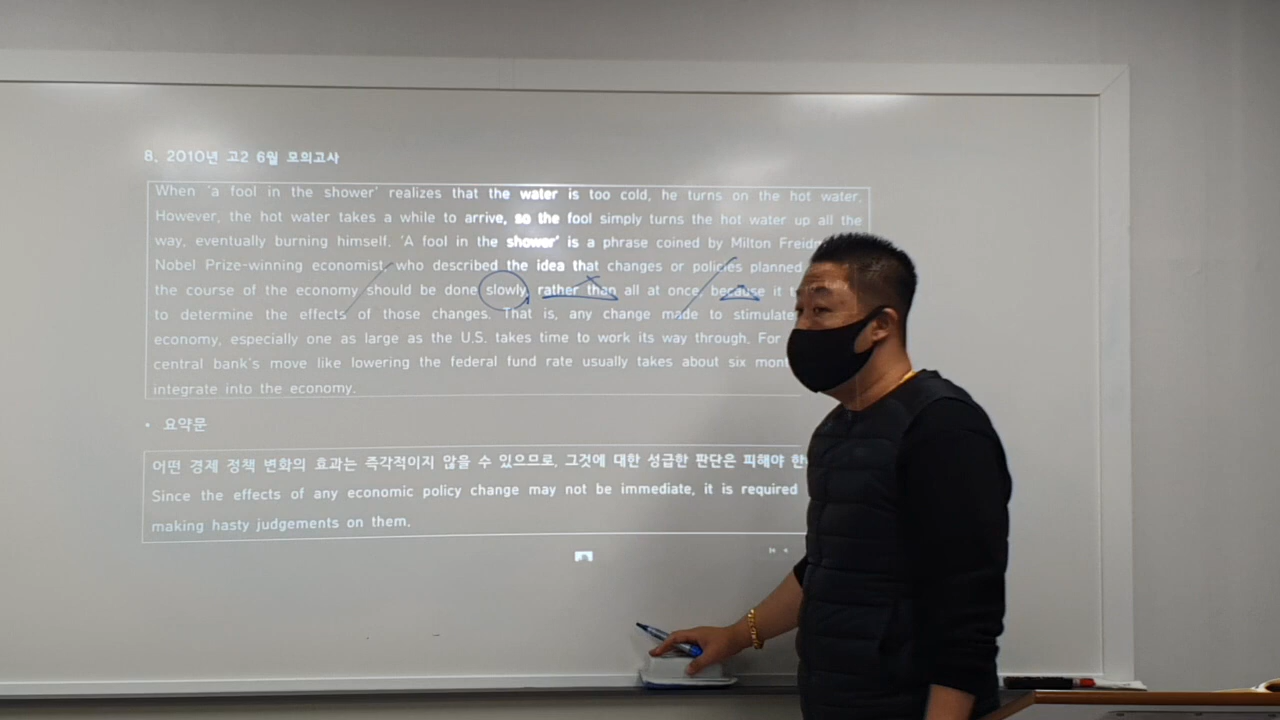 8. 2010년 고2 6월 모의고사
When 'a fool in the shower' realizes that the water is too cold, he turns on the hot water.
However, the hot water takes a while to arrive, so the fool simply turns the hot water up all the
way, eventually burning himself. 'A fool in the shower' is a phrase coined by Milton
Nobel Prize-winning economist, who described the idea that changes or policies planned
the course of the economy should be done slowly, rather than all at once, because it
to determine the effects of those changes. That is, any change made to stimulate
economy, especially one as large as the U.S. takes time to work its way through. For
central bank's move like lowering the federal fund rate usually takes about six
integrate into the economy.
• 요약문
어떤 경제 정책 변화의 효과는 즉각적이지 않을 수 있으므로, 그것에 대한 성급한 판단은 피해야
Since the effects of any economic policy change may not be immediate, it is required
making hasty judgements on them.